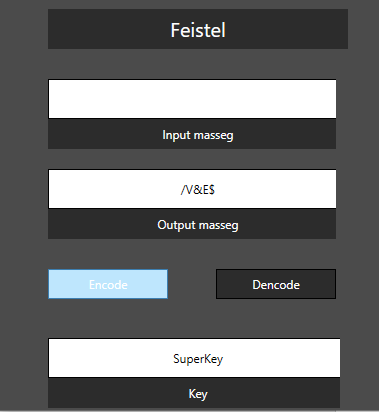 Feistel
Input masseg
/V&E$
Output masseg
Encode
Dencode
SuperKey
Key